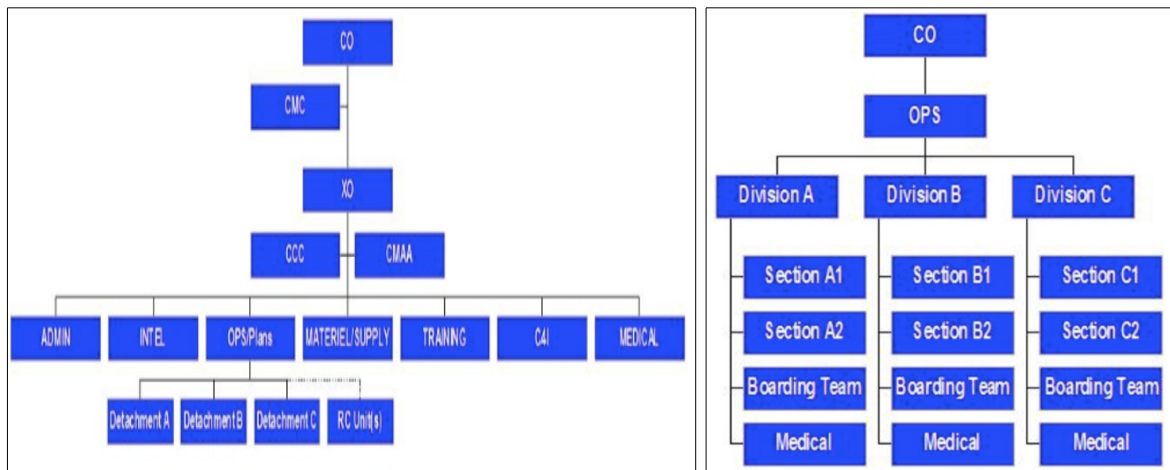 CO
CMC
XO
CCC CMAA
ADMIN INTEL OPS/Plans MATERIEL/SUPPLY TRAINING C4I MEDICAL
Detachment A Detachment B Detachment C RC Unit(s)
CO
OPS
Division A Division B Division C
Section A1 Section B1 Section C1
Section A2 Section B2 Section C2
Boarding Team Boarding Team Boarding Team
Medical Medical Medical